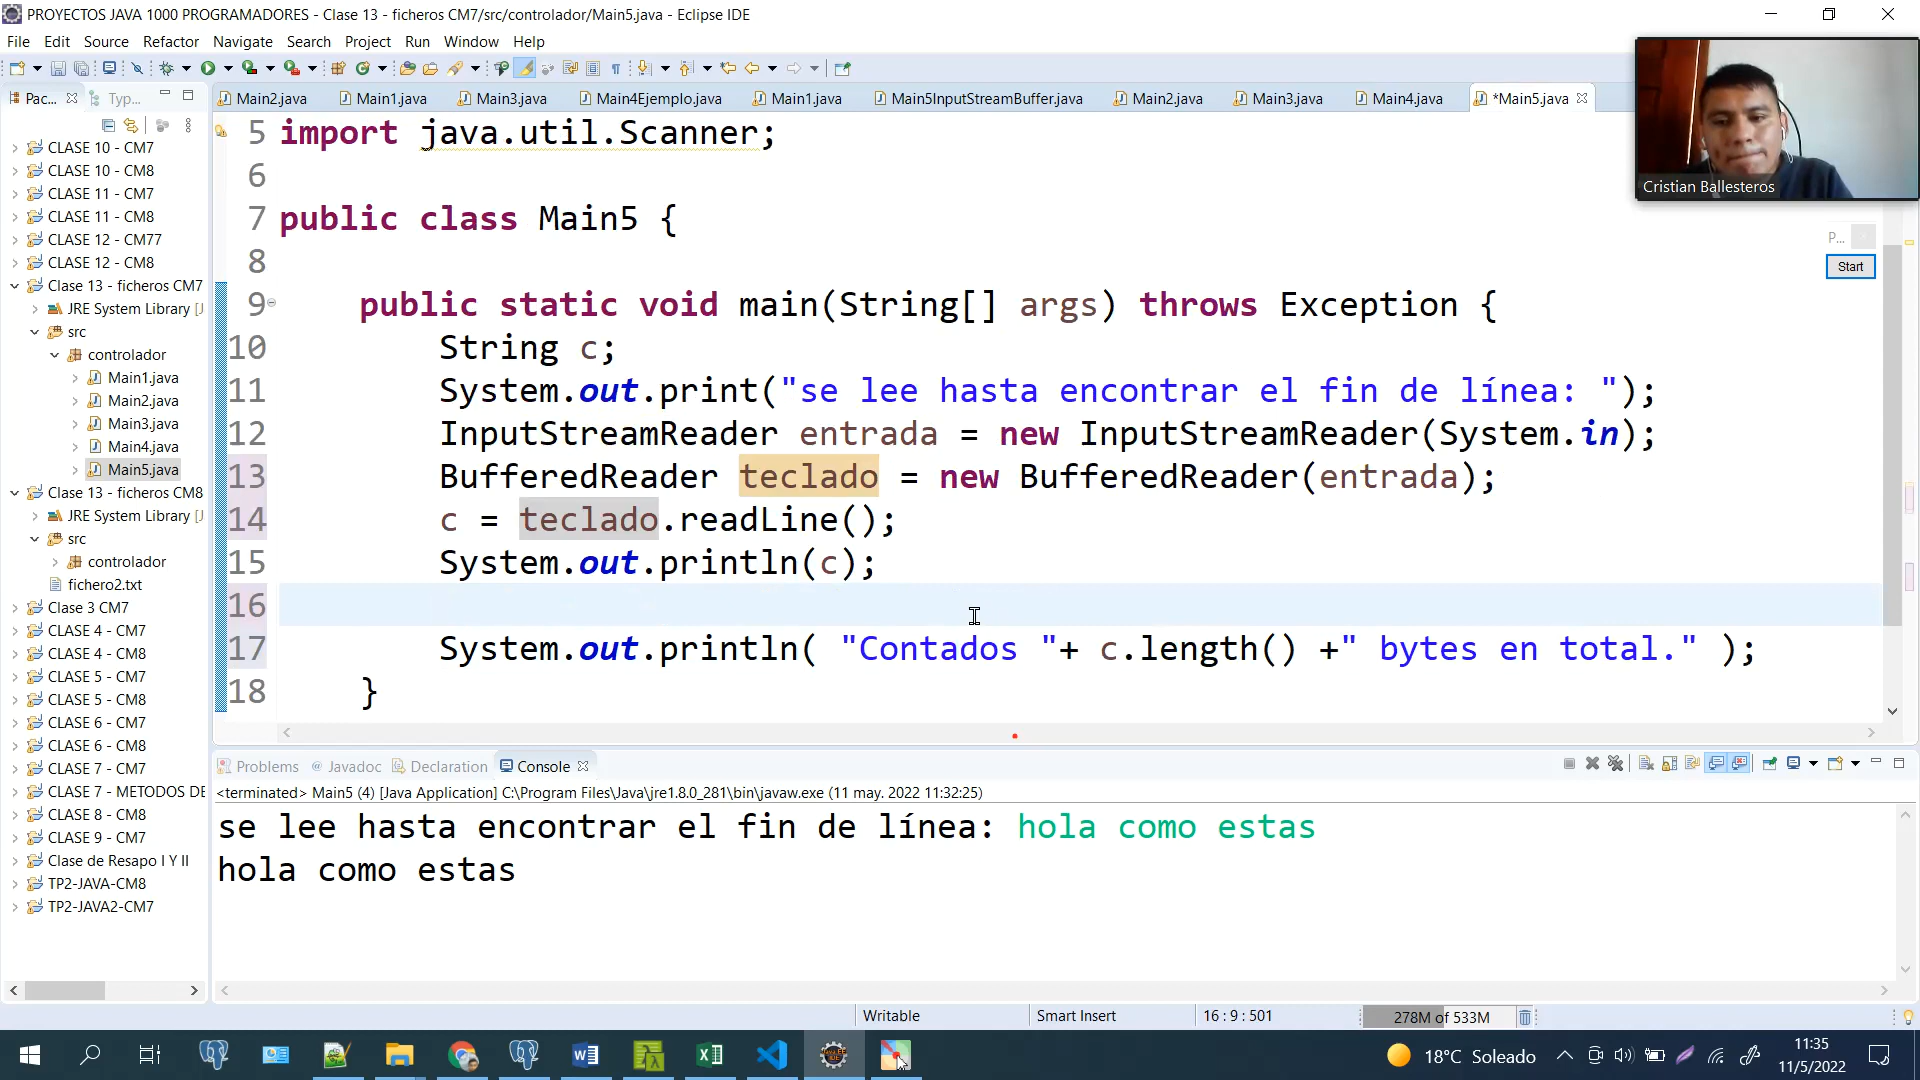 PROYECTOS JAVA 1000 PROGRAMADORES - Clase 13 - ficheros CM7/src/controlador/Main5.java - Eclipse IDE
File Edit Source Refactor Navigate Search Project Run Window Help
Pac... Typ...
Main2.java Main1.java Main3.java Main4Ejemplo.java Main1.java Main5InputStreamBuffer.java Main2.java Main3.java Main4.java *Main5.java
Cristian Ballesteros
P...
Start
CLASE 10 - CM7
CLASE 10 - CM8
CLASE 11 - CM7
CLASE 11 - CM8
CLASE 12 - CM77
CLASE 12 - CM8
Clase 13 - ficheros CM7
JRE System Library [J
src
controlador
Main1.java
Main2.java
Main3.java
Main4.java
Main5.java
Clase 13 - ficheros CM8
JRE System Library [J
src
controlador
fichero2.txt
Clase 3 CM7
CLASE 4 - CM7
CLASE 4 - CM8
CLASE 5 - CM7
CLASE 5 - CM8
CLASE 6 - CM7
CLASE 6 - CM8
CLASE 7 - CM7
CLASE 7 - METODOS DE
CLASE 8 - CM8
CLASE 9 - CM7
Clase de Resapo I Y II
TP2-JAVA-CM8
TP2-JAVA2-CM7
5 import java.util.Scanner;
6
7 public class Main5 {
8
9 public static void main(String[] args) throws Exception {
10 String c;
11 System.out.print("se lee hasta encontrar el fin de línea: ");
12 InputStreamReader entrada = new InputStreamReader(System.in);
13 BufferedReader teclado = new BufferedReader(entrada);
14 c = teclado.readLine();
15 System.out.println(c);
16
17 System.out.println( "Contados "+ c.length() +" bytes en total." );
18 }
Problems Javadoc Declaration Console
<terminated> Main5 (4) [Java Application] C:\Program Files\Java\jre1.8.0_281\bin\javaw.exe (11 may. 2022 11:32:25)
se lee hasta encontrar el fin de línea: hola como estas
hola como estas
Writable Smart Insert 16 : 9 : 501 278M of 533M
18°C Soleado
11:35
11/5/2022